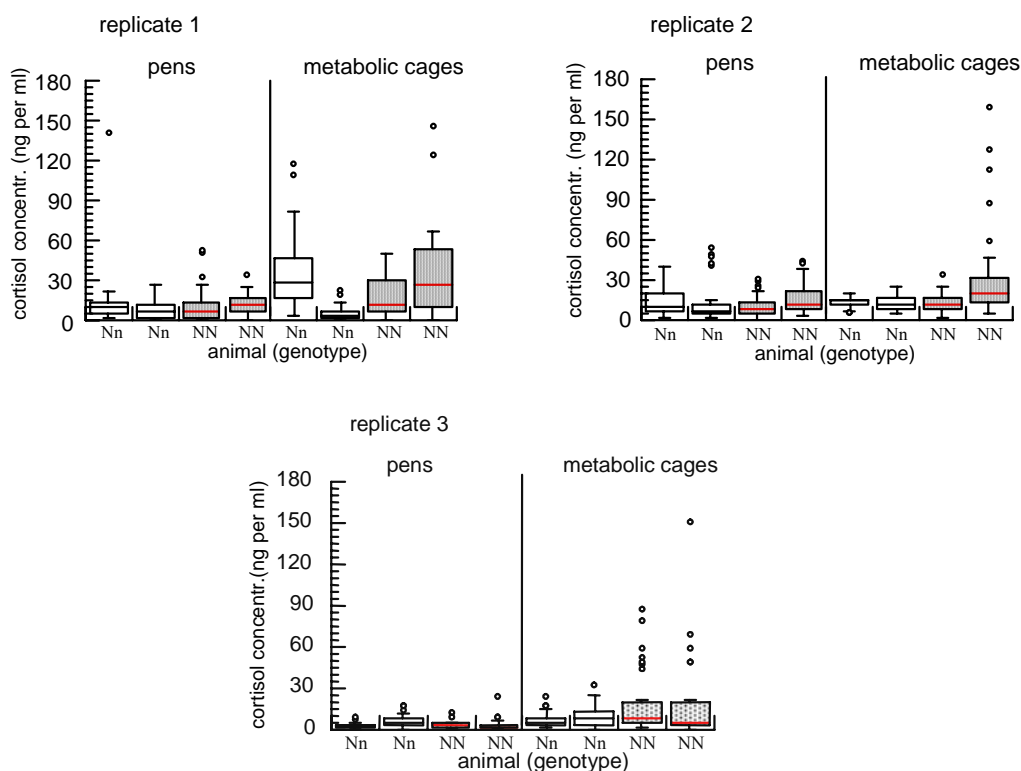 replicate 1
pens metabolic cages
cortisol concentr. (ng per ml)
180
150
120
90
60
30
0
Nn Nn NN NN Nn Nn NN NN
animal (genotype)
replicate 2
pens metabolic cages
cortisol concentr. (ng per ml)
180
150
120
90
60
30
0
Nn Nn NN NN Nn Nn NN NN
animal (genotype)
replicate 3
pens metabolic cages
cortisol concentr.(ng per ml)
180
150
120
90
60
30
0
Nn Nn NN NN Nn Nn NN NN
animal (genotype)